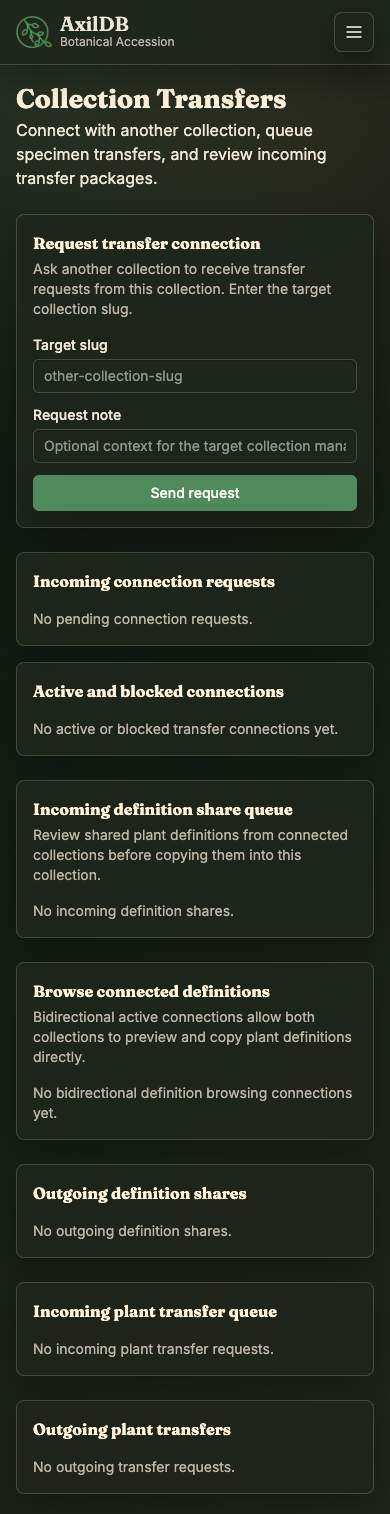 AxilDB
Botanical Accession
Collection Transfers
Connect with another collection, queue
specimen transfers, and review incoming
transfer packages.
Request transfer connection
Ask another collection to receive transfer
requests from this collection. Enter the target
collection slug.
Target slug
other-collection-slug
Request note
Optional context for the target collection mana
Send request
Incoming connection requests
No pending connection requests.
Active and blocked connections
No active or blocked transfer connections yet.
Incoming definition share queue
Review shared plant definitions from connected
collections before copying them into this
collection.
No incoming definition shares.
Browse connected definitions
Bidirectional active connections allow both
collections to preview and copy plant definitions
directly.
No bidirectional definition browsing connections
yet.
Outgoing definition shares
No outgoing definition shares.
Incoming plant transfer queue
No incoming plant transfer requests.
Outgoing plant transfers
No outgoing transfer requests.